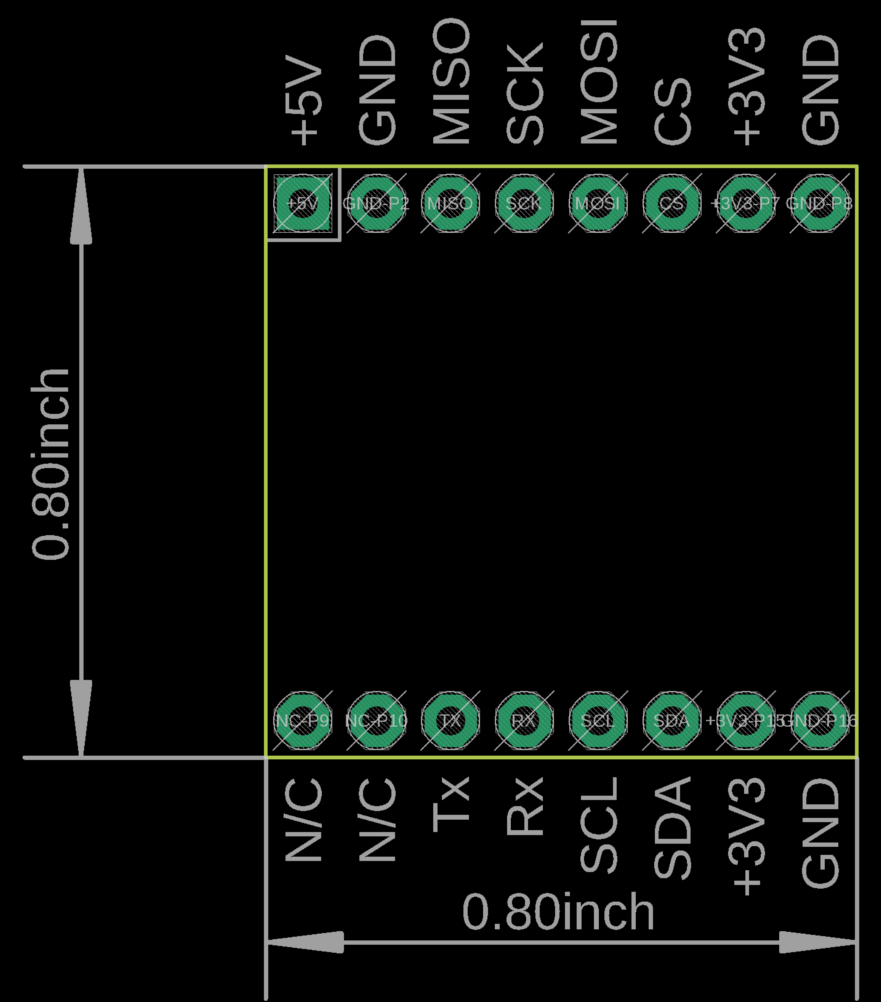 +5V
GND
MISO
SCK
MOSI
CS
+3V3
GND
+5V
GND-P2
MISO
SCK
MOSI
CS
+3V3-P7
GND-P8
0.80inch
NC-P9
NC-P10
TX
RX
SCL
SDA
+3V3-P15
GND-P16
N/C
N/C
Tx
Rx
SCL
SDA
+3V3
GND
0.80inch